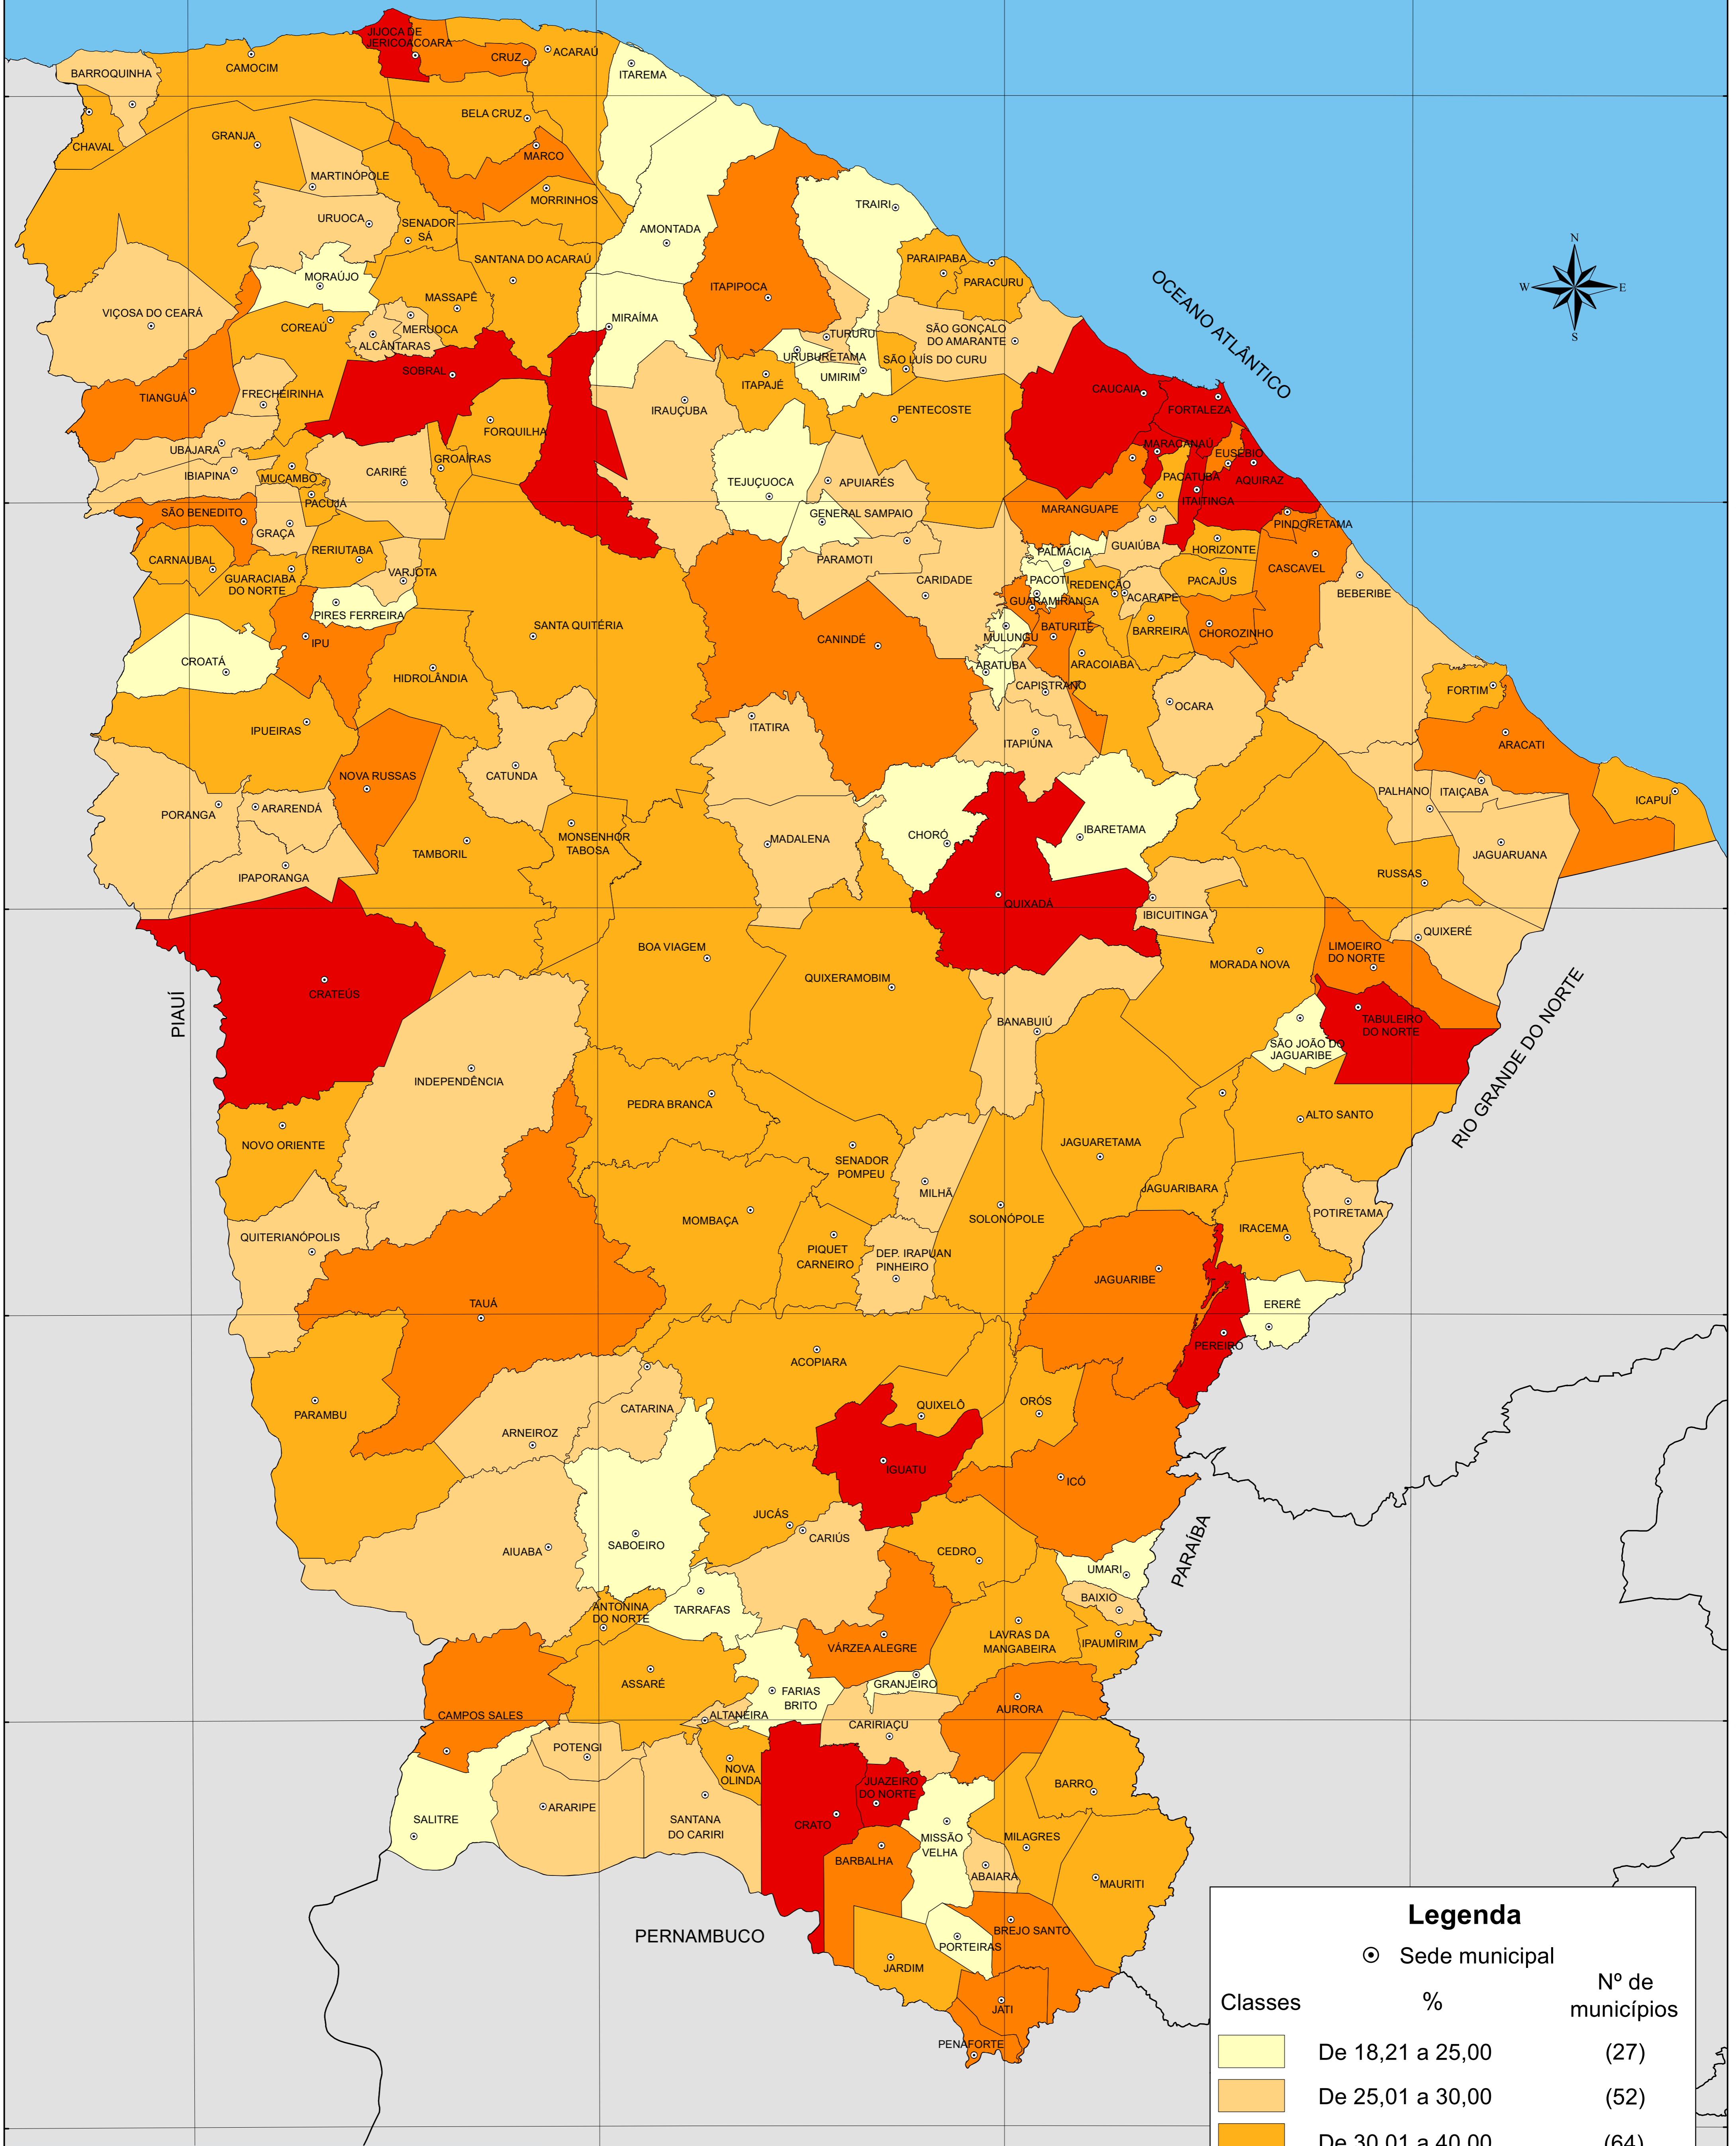 JIJOCA DE
JERICOACOARA
CRUZ
ACARAÚ
CAMOCIM
BARROQUINHA
ITAREMA
BELA CRUZ
CHAVAL
GRANJA
MARCO
MARTINÓPOLE
MORRINHOS
TRAIRI
URUOCA
SENADOR
SÁ
AMONTADA
N
W
E
S
SANTANA DO ACARAÚ
PARAIPABA
MORAÚJO
PARACURU
ITAPIPOCA
OCEANO ATLÂNTICO
MASSAPÊ
VIÇOSA DO CEARÁ
MIRAÍMA
COREAÚ
MERUOCA
TURURU
SÃO GONÇALO
DO AMARANTE
ALCÂNTARAS
URUBURETAMA
SÃO LUÍS DO CURU
SOBRAL
UMIRIM
ITAPAJÉ
CAUCAIA
FRECHEIRINHA
TIANGUÁ
IRAUÇUBA
PENTECOSTE
FORTALEZA
FORQUILHA
MARACANAÚ
UBAJARA
GROAÍRAS
EUSÉBIO
CARIRÉ
IBIAPINA
MUCAMBO
PACATUBA
AQUIRAZ
TEJUÇUOCA
APUIARÉS
PACUJÁ
ITAITINGA
SÃO BENEDITO
GENERAL SAMPAIO
MARANGUAPE
PINDORETAMA
GRAÇA
RERIUTABA
PALMÁCIA
GUAIÚBA
HORIZONTE
CARNAUBAL
PARAMOTI
CASCAVEL
VARJOTA
GUARACIABA
DO NORTE
CARIDADE
PACOTI
REDENÇÃO
PACAJUS
BEBERIBE
GUARAMIRANGA
ACARAPE
PIRES FERREIRA
SANTA QUITÉRIA
BATURITÉ
BARREIRA
CHOROZINHO
IPU
CANINDÉ
MULUNGU
CROATÁ
ARATUBA
ARACOIABA
HIDROLÂNDIA
CAPISTRANO
FORTIM
OCARA
ITATIRA
IPUEIRAS
ITAPIÚNA
ARACATI
NOVA RUSSAS
CATUNDA
PALHANO
ITAIÇABA
ICAPUÍ
PORANGA
ARARENDÁ
CHORÓ
IBARETAMA
MADALENA
MONSENHOR
TABOSA
TAMBORIL
JAGUARUANA
IPAPORANGA
RUSSAS
QUIXADÁ
IBICUITINGA
QUIXERÉ
BOA VIAGEM
LIMOEIRO
DO NORTE
MORADA NOVA
QUIXERAMOBIM
CRATEÚS
PIAUÍ
BANABUIÚ
TABULEIRO
DO NORTE
SÃO JOÃO DO
JAGUARIBE
RIO GRANDE DO NORTE
INDEPENDÊNCIA
PEDRA BRANCA
ALTO SANTO
NOVO ORIENTE
JAGUARETAMA
SENADOR
POMPEU
MILHÃ
JAGUARIBARA
POTIRETAMA
MOMBAÇA
SOLONÓPOLE
IRACEMA
QUITERIANÓPOLIS
PIQUET
CARNEIRO
DEP. IRAPUAN
PINHEIRO
JAGUARIBE
TAUÁ
ERERÊ
PEREIRO
ACOPIARA
QUIXELÔ
ORÓS
CATARINA
PARAMBU
ARNEIROZ
IGUATU
ICÓ
JUCÁS
CARIÚS
SABOEIRO
AIUABA
CEDRO
PARAÍBA
UMARI
BAIXIO
ANTONINA
DO NORTE
TARRAFAS
LAVRAS DA
MANGABEIRA
IPAUMIRIM
VÁRZEA ALEGRE
ASSARÉ
GRANJEIRO
FARIAS
BRITO
AURORA
CAMPOS SALES
ALTANEIRA
CARIRIAÇU
POTENGI
NOVA
OLINDA
JUAZEIRO
DO NORTE
BARRO
ARARIPE
SALITRE
SANTANA
DO CARIRI
CRATO
MISSÃO
VELHA
MILAGRES
BARBALHA
ABAIARA
MAURITI
PERNAMBUCO
BREJO SANTO
PORTEIRAS
JARDIM
JATI
PENAFORTE
Legenda
Sede municipal
Classes
%
Nº de
municípios
De 18,21 a 25,00
(27)
De 25,01 a 30,00
(52)
De 30,01 a 40,00
(64)